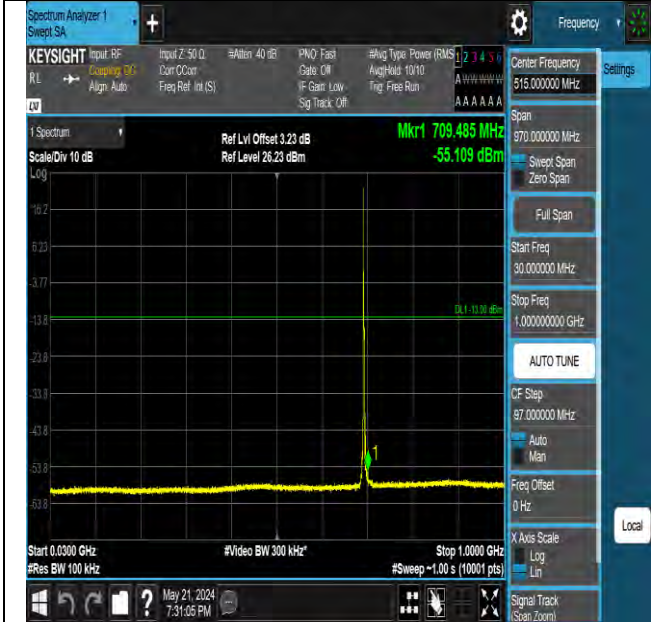 Spectrum Analyzer 1
Swept SA
Frequency
KEYSIGHT
Input: RF
Coupling: DC
Align: Auto
RL
Input Z: 50 Ω
Corr CCorr
Freq Ref: Int (S)
#Atten: 40 dB
PNO: Fast
Gate: Off
IF Gain: Low
Sig Track: Off
#Avg Type: Power (RMS
Avg|Hold: 10/10
Trig: Free Run
1 2 3 4 5 6
A W W W W W
A A A A A A
1 Spectrum
Scale/Div 10 dB
Log
Ref Lvl Offset 3.23 dB
Ref Level 26.23 dBm
Mkr1 709.485 MHz
-55.109 dBm
16.2
6.23
-3.77
-13.8
-23.8
-33.8
-43.8
-53.8
-63.8
DL1 -13.00 dBm
1
Start 0.0300 GHz
#Res BW 100 kHz
#Video BW 300 kHz*
Stop 1.0000 GHz
#Sweep ~1.00 s (10001 pts)
Center Frequency
515.000000 MHz
Settings
Span
970.000000 MHz
Swept Span
Zero Span
Full Span
Start Freq
30.000000 MHz
Stop Freq
1.000000000 GHz
AUTO TUNE
CF Step
97.000000 MHz
Auto
Man
Freq Offset
0 Hz
X Axis Scale
Log
Lin
Local
Signal Track
(Span Zoom)
?
May 21, 2024
7:31:05 PM